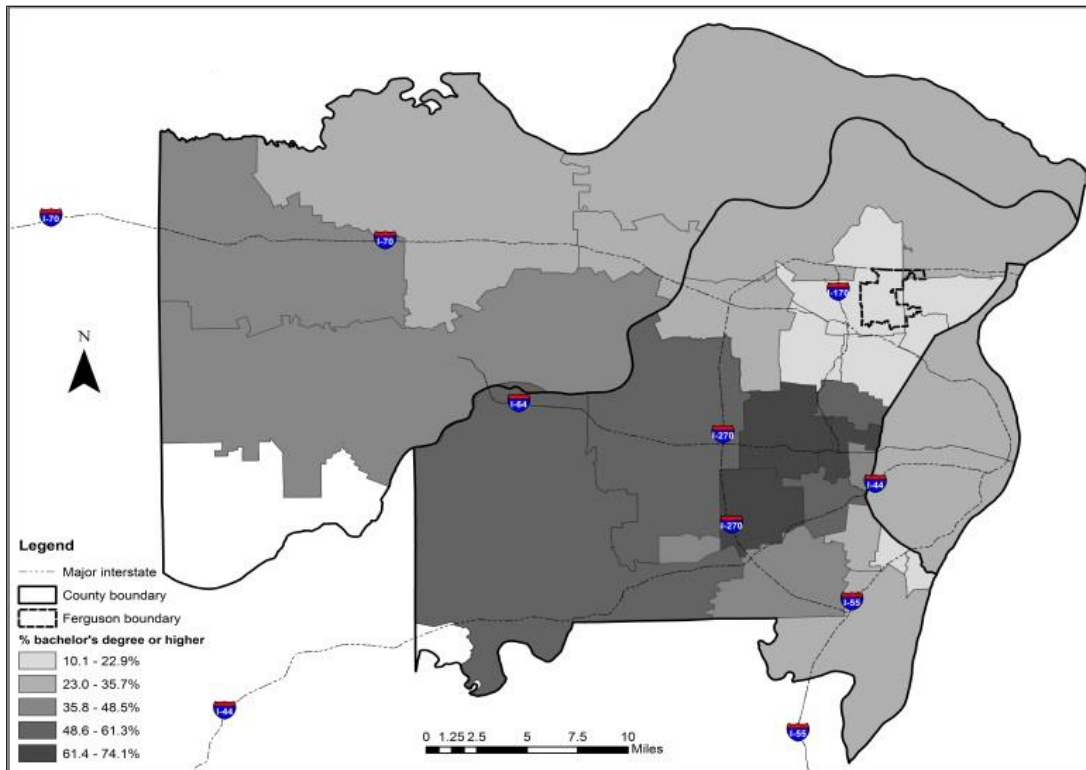 I-70
I-70
I-170
N
I-64
I-270
I-44
I-270
I-55
I-44
I-55
Legend
Major interstate
County boundary
Ferguson boundary
% bachelor's degree or higher
10.1 - 22.9%
23.0 - 35.7%
35.8 - 48.5%
48.6 - 61.3%
61.4 - 74.1%
0 1.25 2.5 5 7.5 10
Miles